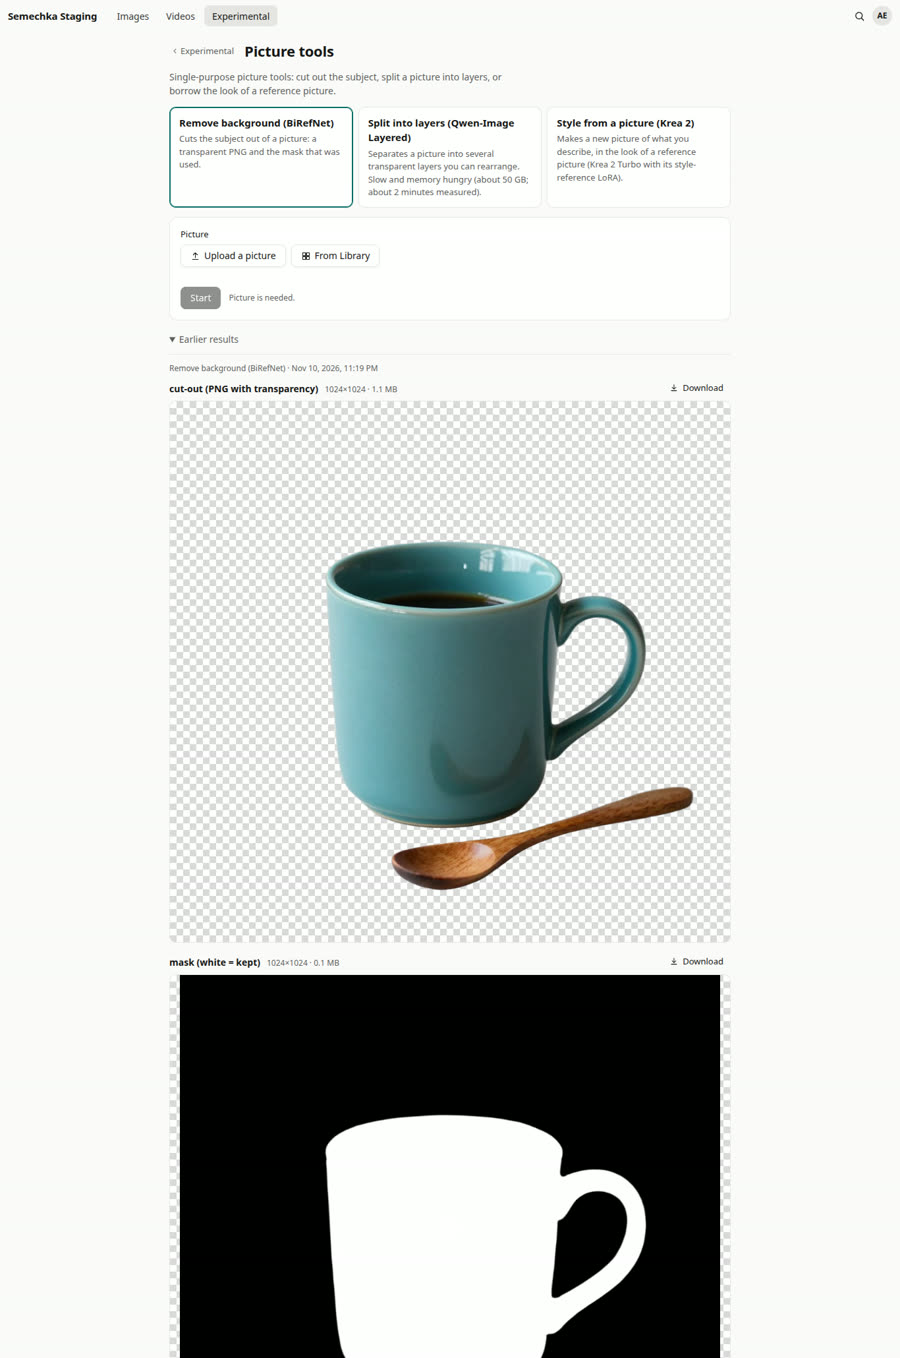 Semechka Staging
Images
Videos
Experimental
AE
Experimental
Picture tools
Single-purpose picture tools: cut out the subject, split a picture into layers, or
borrow the look of a reference picture.
Remove background (BiRefNet)
Cuts the subject out of a picture: a
transparent PNG and the mask that was
used.
Split into layers (Qwen-Image
Layered)
Separates a picture into several
transparent layers you can rearrange.
Slow and memory hungry (about 50 GB;
about 2 minutes measured).
Style from a picture (Krea 2)
Makes a new picture of what you
describe, in the look of a reference
picture (Krea 2 Turbo with its style-
reference LoRA).
Picture
Upload a picture
From Library
Start
Picture is needed.
Earlier results
Remove background (BiRefNet) · Nov 10, 2026, 11:19 PM
cut-out (PNG with transparency) 1024×1024 · 1.1 MB
Download
mask (white = kept) 1024×1024 · 0.1 MB
Download